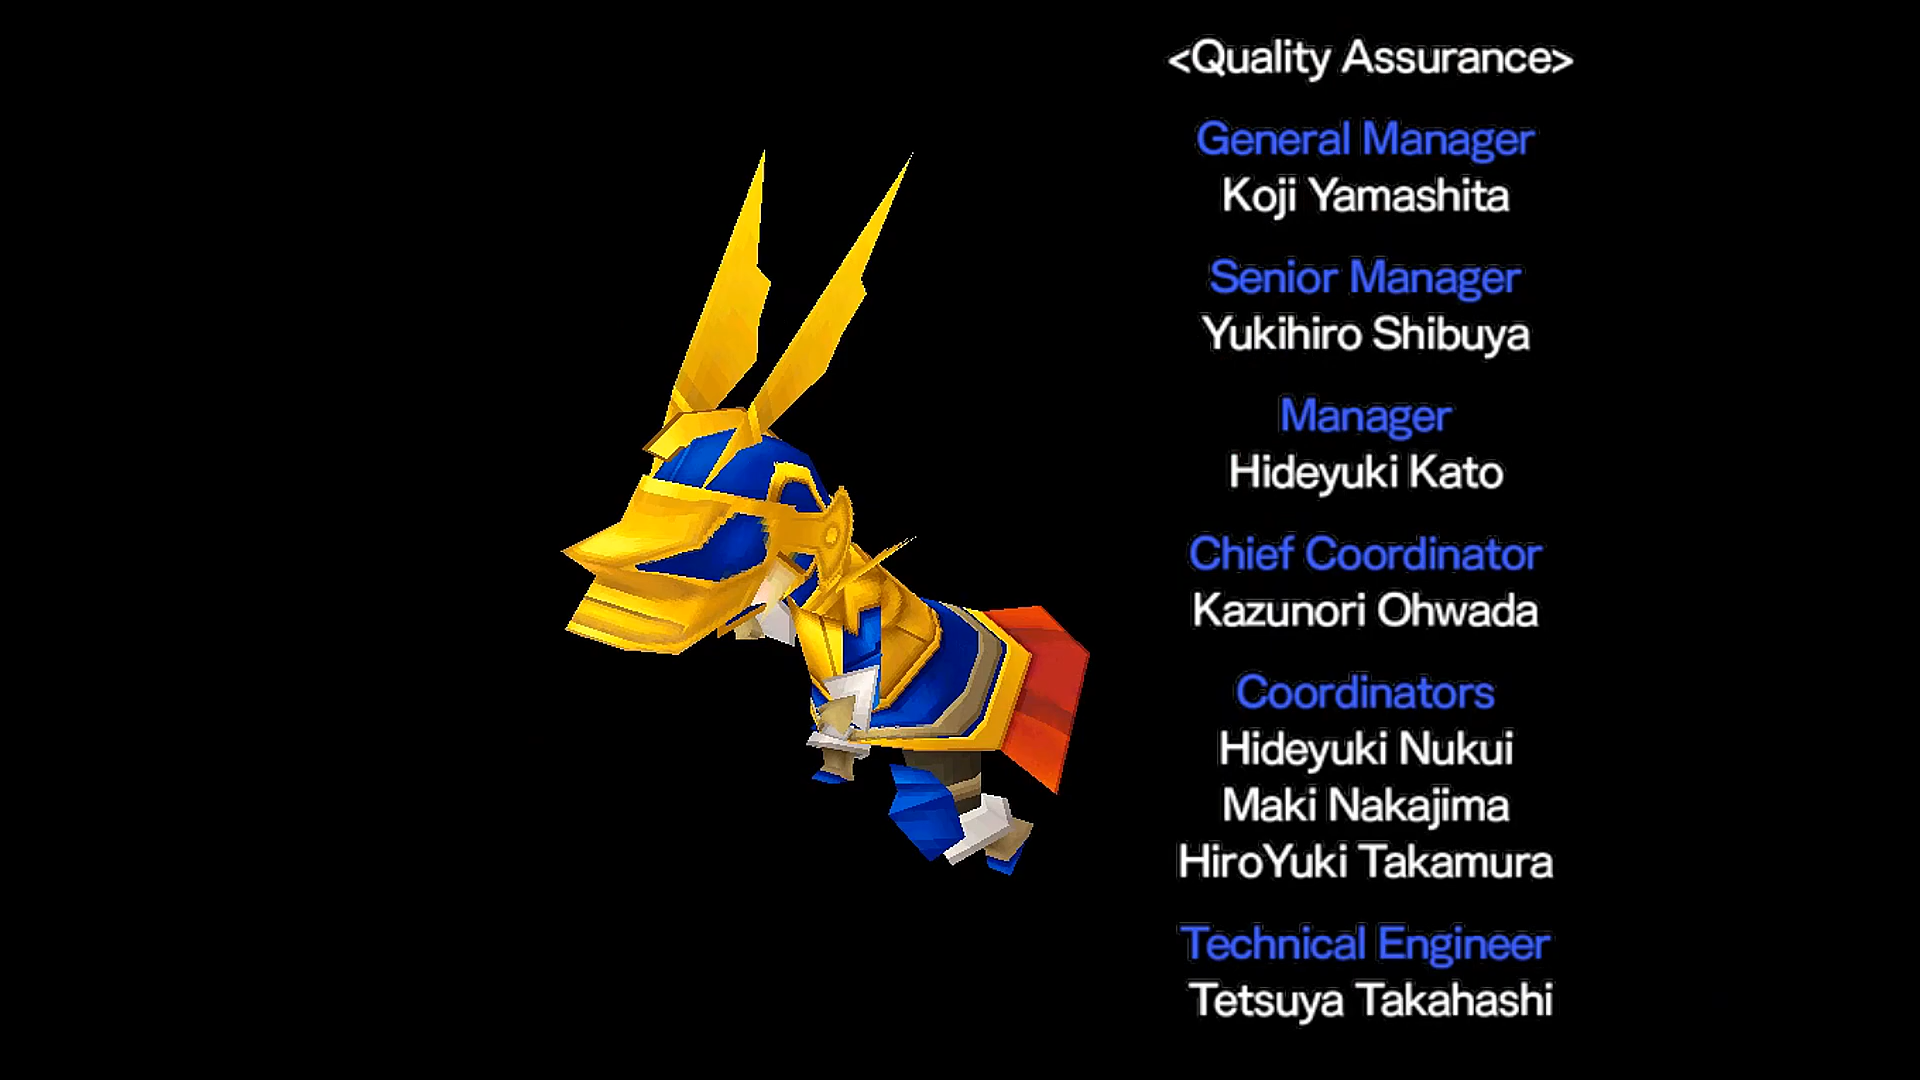 <Quality Assurance>
General Manager
Koji Yamashita
Senior Manager
Yukihiro Shibuya
Manager
Hideyuki Kato
Chief Coordinator
Kazunori Ohwada
Coordinators
Hideyuki Nukui
Maki Nakajima
HiroYuki Takamura
Technical Engineer
Tetsuya Takahashi